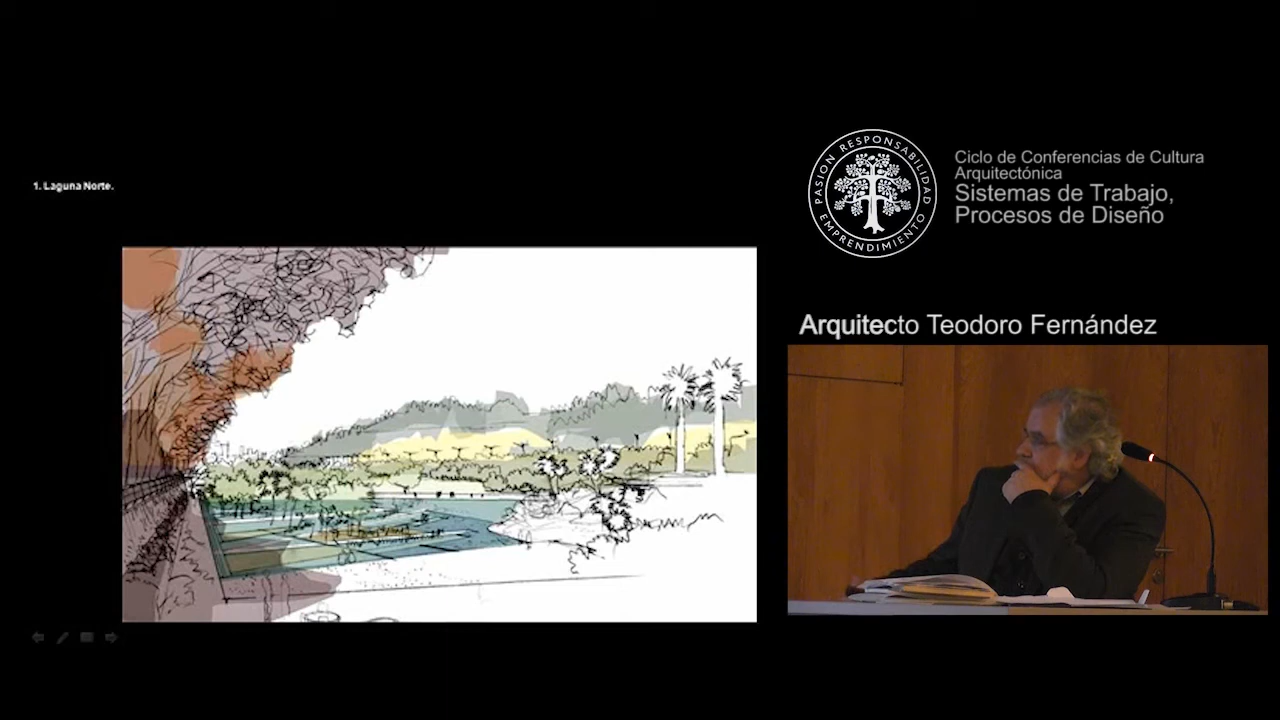 1. Laguna Norte.
PASION RESPONSABILIDAD
EMPRENDIMIENTO
Ciclo de Conferencias de Cultura
Arquitectónica
Sistemas de Trabajo,
Procesos de Diseño
Arquitecto Teodoro Fernández